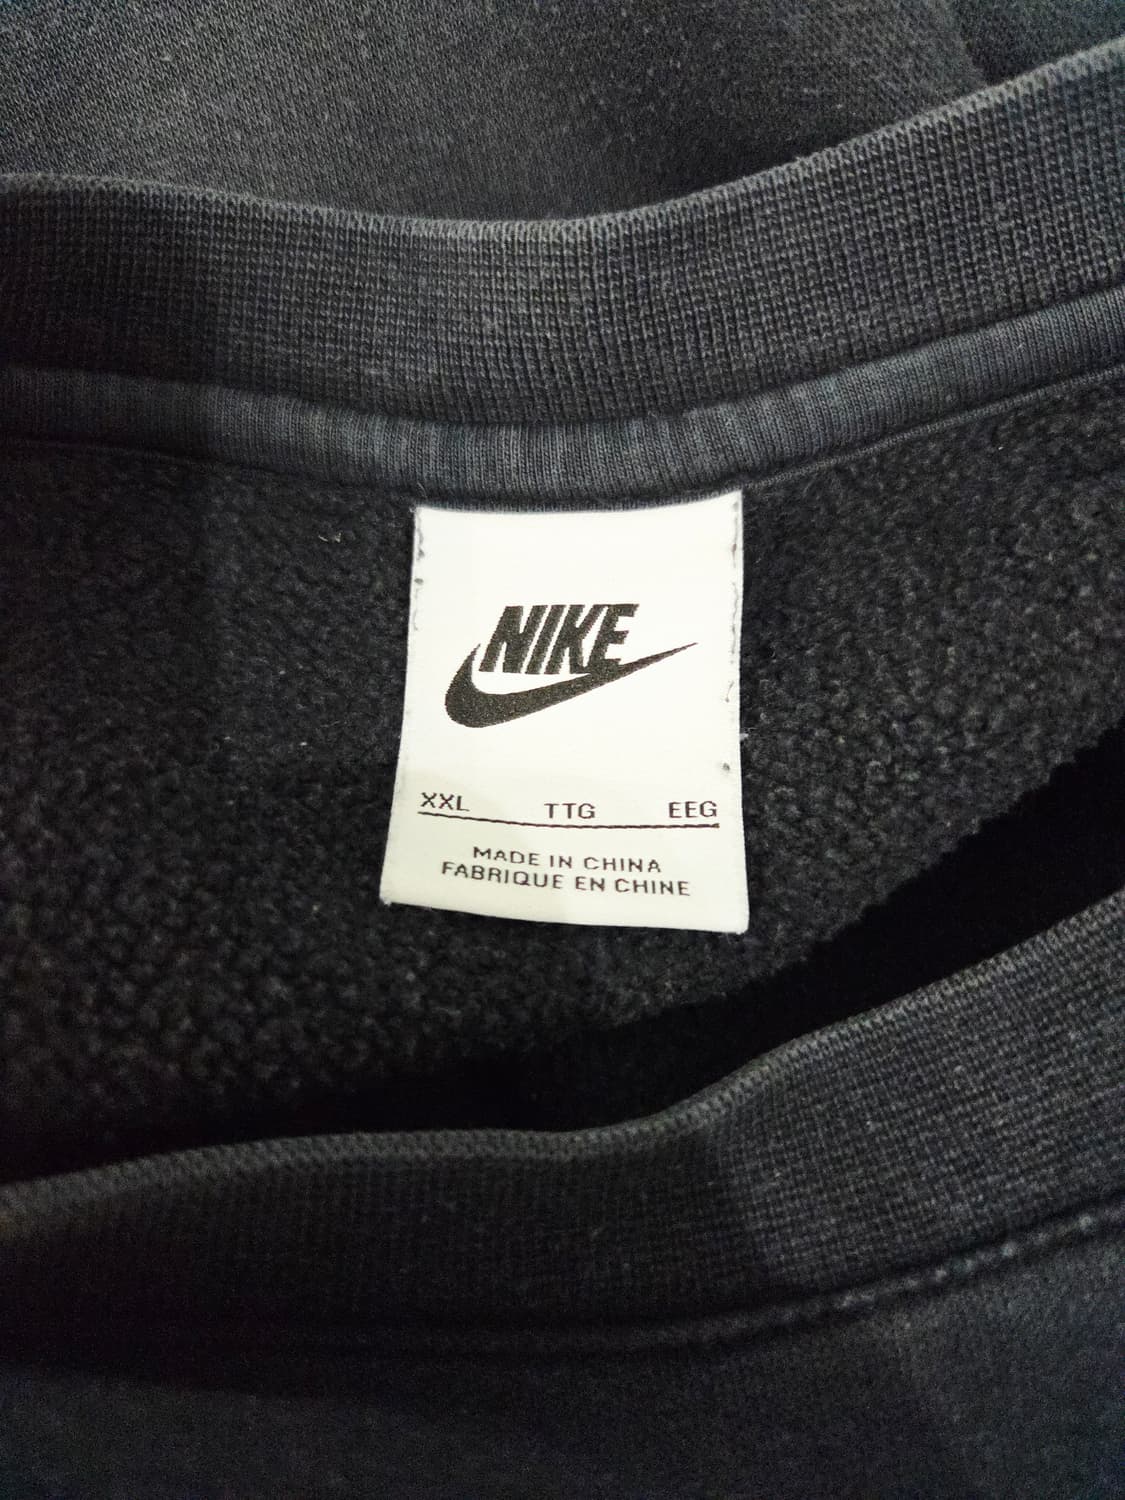 NIKE
XXL TTG EEG
MADE IN CHINA
FABRIQUE EN CHINE